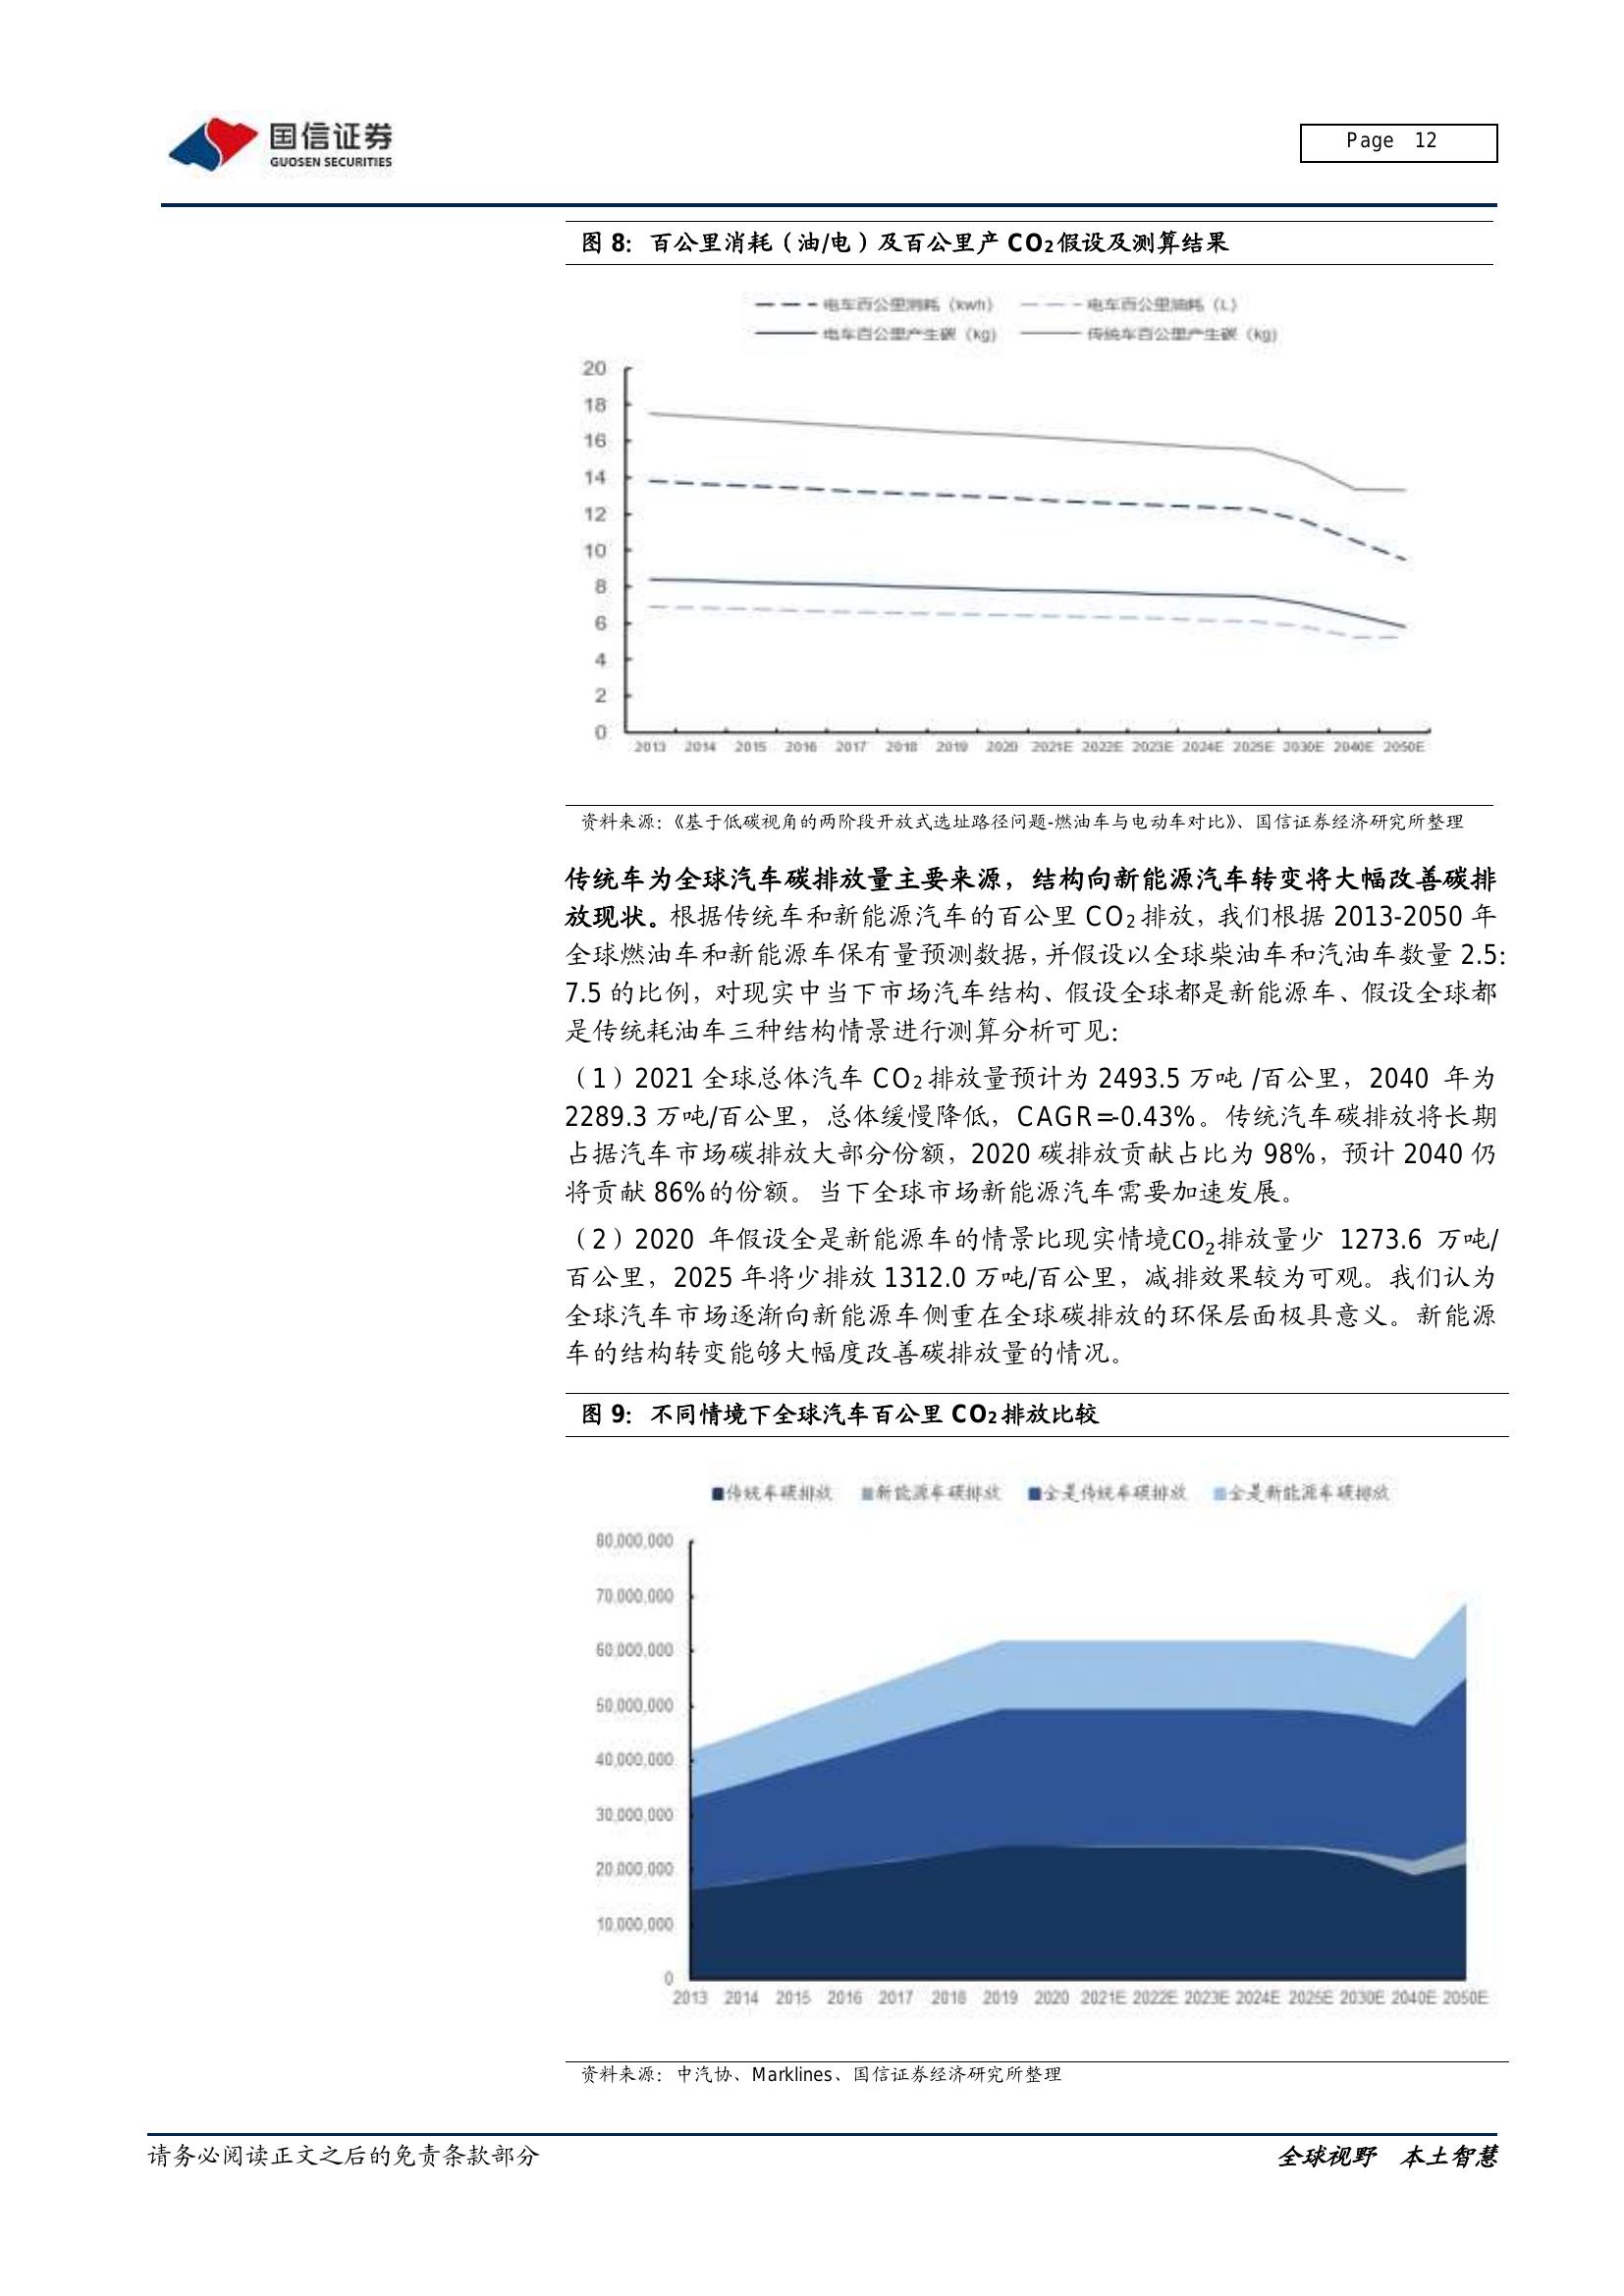 国信证券
GUOSEN SECURITIES
Page 12
图 8：百公里消耗（油/电）及百公里产 CO₂假设及测算结果
电车百公里消耗（kwh） 电车百公里油耗（L）
电车百公里产生碳（kg） 传统车百公里产生碳（kg）
20
18
16
14
12
10
8
6
4
2
0
2013 2014 2015 2016 2017 2018 2019 2020 2021E 2022E 2023E 2024E 2025E 2030E 2040E 2050E
资料来源：《基于低碳视角的两阶段开放式选址路径问题-燃油车与电动车对比》、国信证券经济研究所整理
传统车为全球汽车碳排放量主要来源，结构向新能源汽车转变将大幅改善碳排
放现状。根据传统车和新能源汽车的百公里 CO₂排放，我们根据 2013-2050 年
全球燃油车和新能源车保有量预测数据，并假设以全球柴油车和汽油车数量 2.5:
7.5 的比例，对现实中当下市场汽车结构、假设全球都是新能源车、假设全球都
是传统耗油车三种结构情景进行测算分析可见：
（1）2021 全球总体汽车 CO₂排放量预计为 2493.5 万吨 /百公里，2040 年为
2289.3 万吨/百公里，总体缓慢降低，CAGR=-0.43%。传统汽车碳排放将长期
占据汽车市场碳排放大部分份额，2020 碳排放贡献占比为 98%，预计 2040 仍
将贡献 86%的份额。当下全球市场新能源汽车需要加速发展。
（2）2020 年假设全是新能源车的情景比现实情境CO₂排放量少 1273.6 万吨/
百公里，2025 年将少排放 1312.0 万吨/百公里，减排效果较为可观。我们认为
全球汽车市场逐渐向新能源车侧重在全球碳排放的环保层面极具意义。新能源
车的结构转变能够大幅度改善碳排放量的情况。
图 9：不同情境下全球汽车百公里 CO₂排放比较
传统车碳排放 新能源车碳排放 全是传统车碳排放 全是新能源车碳排放
80,000,000
70,000,000
60,000,000
50,000,000
40,000,000
30,000,000
20,000,000
10,000,000
0
2013 2014 2015 2016 2017 2018 2019 2020 2021E 2022E 2023E 2024E 2025E 2030E 2040E 2050E
资料来源：中汽协、Marklines、国信证券经济研究所整理
请务必阅读正文之后的免责条款部分
全球视野 本土智慧